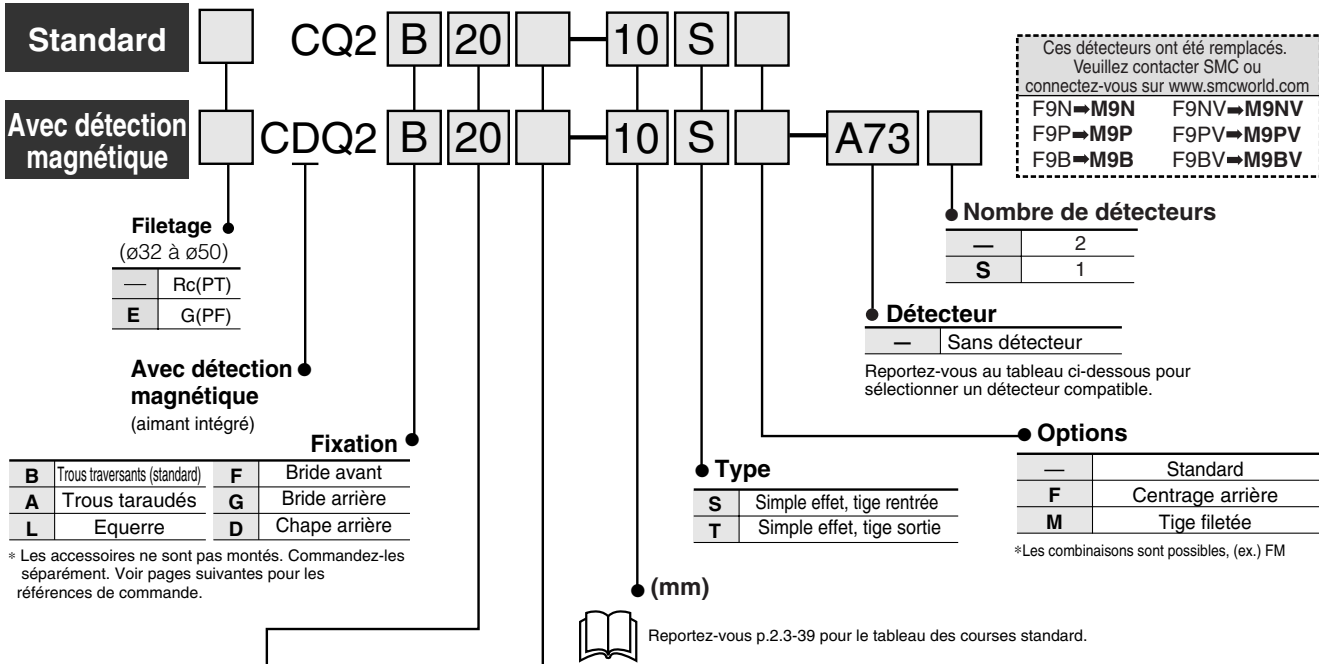 Standard CQ2 B 20 — 10 S
Avec détection
magnétique
CDQ2 B 20 — 10 S — A73
Ces détecteurs ont été remplacés.
Veuillez contacter SMC ou
connectez-vous sur www.smcworld.com
F9N➡M9N F9NV➡M9NV
F9P➡M9P F9PV➡M9PV
F9B➡M9B F9BV➡M9BV
Filetage
(ø32 à ø50)
— Rc(PT)
E G(PF)
Nombre de détecteurs
— 2
S 1
Détecteur
— Sans détecteur
Reportez-vous au tableau ci-dessous pour
sélectionner un détecteur compatible.
Avec détection
magnétique
(aimant intégré)
Fixation
B Trous traversants (standard) F Bride avant
A Trous taraudés G Bride arrière
L Equerre D Chape arrière
* Les accessoires ne sont pas montés. Commandez-les
séparément. Voir pages suivantes pour les
références de commande.
Type
S Simple effet, tige rentrée
T Simple effet, tige sortie
Options
— Standard
F Centrage arrière
M Tige filetée
*Les combinaisons sont possibles, (ex.) FM
(mm)
Reportez-vous p.2.3-39 pour le tableau des courses standard.